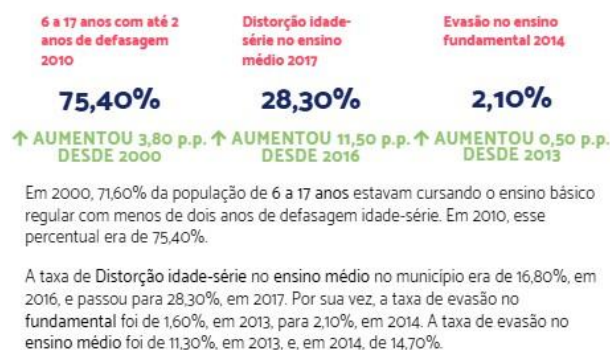 6 a 17 anos com até 2
anos de defasagem
2010
75,40%
↑ AUMENTOU 3,80 p.p.
DESDE 2000
Distorção idade-
série no ensino
médio 2017
28,30%
↑ AUMENTOU 11,50 p.p.
DESDE 2016
Evasão no ensino
fundamental 2014
2,10%
↑ AUMENTOU 0,50 p.p.
DESDE 2013
Em 2000, 71,60% da população de 6 a 17 anos estavam cursando o ensino básico
regular com menos de dois anos de defasagem idade-série. Em 2010, esse
percentual era de 75,40%.
A taxa de Distorção idade-série no ensino médio no município era de 16,80%, em
2016, e passou para 28,30%, em 2017. Por sua vez, a taxa de evasão no
fundamental foi de 1,60%, em 2013, para 2,10%, em 2014. A taxa de evasão no
ensino médio foi de 11,30%, em 2013, e, em 2014, de 14,70%.